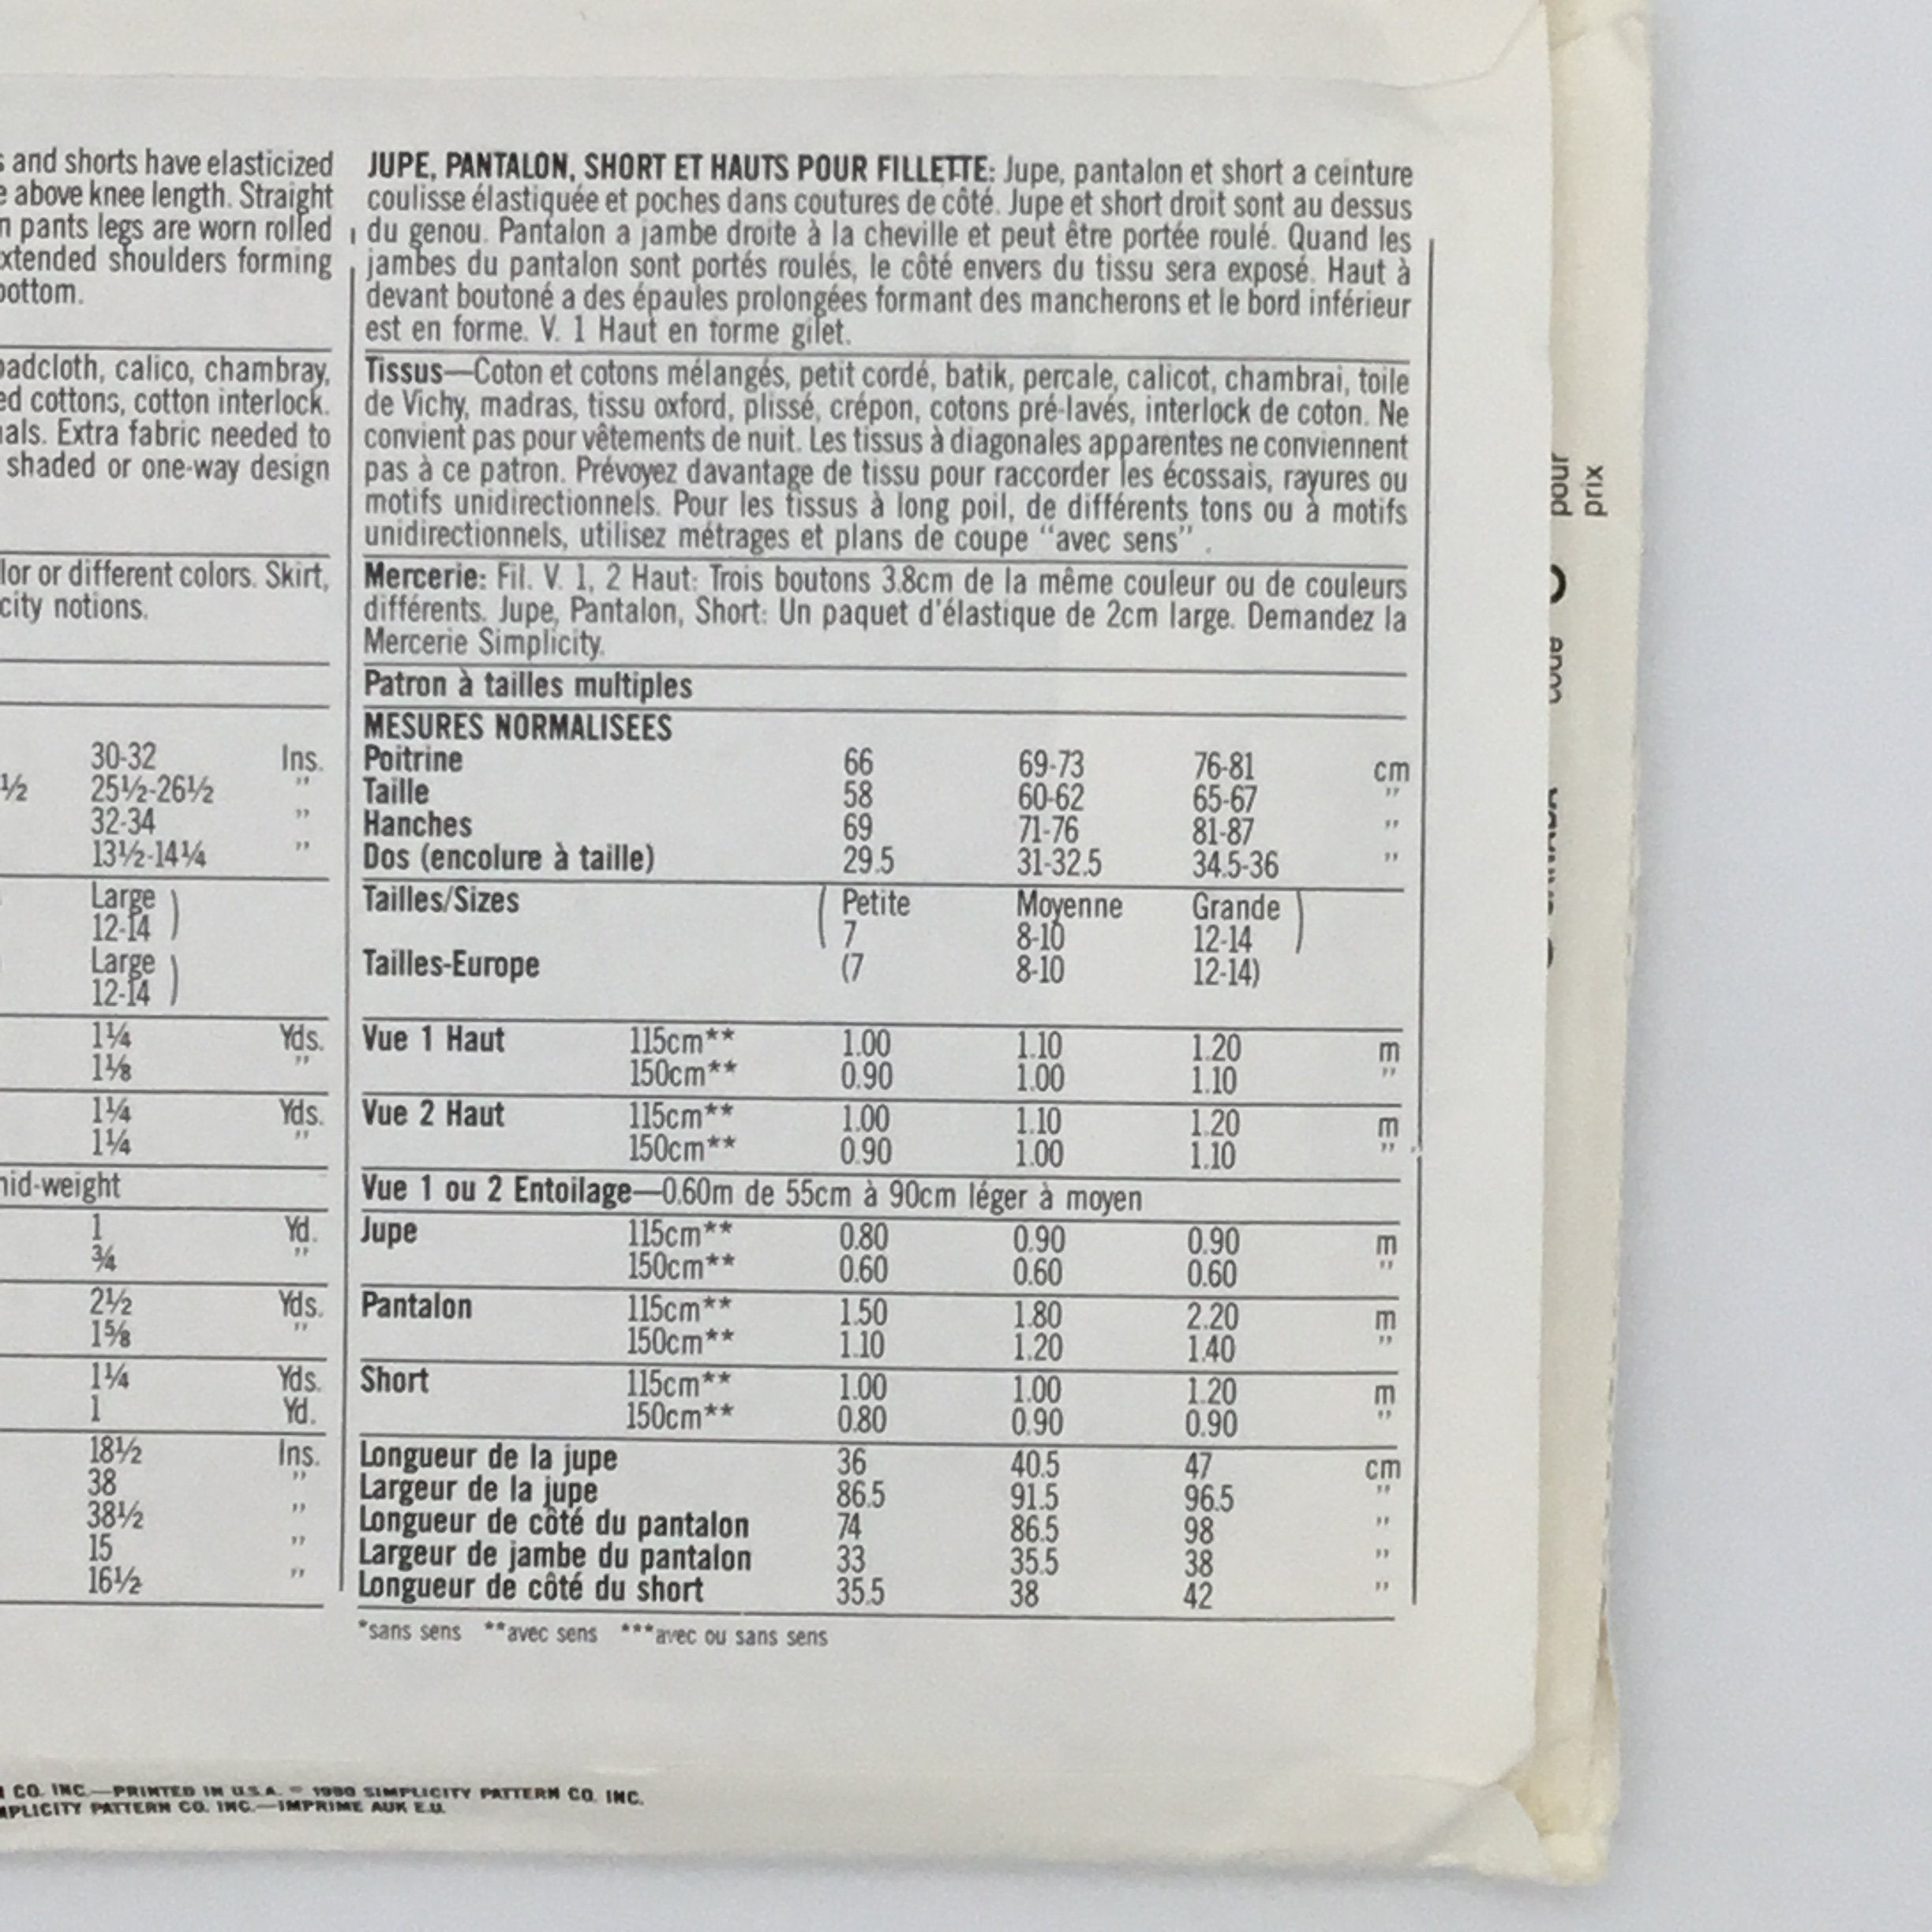 s and shorts have elasticized
e above knee length. Straight
n pants legs are worn rolled
xtended shoulders forming
bottom.
oadcloth, calico, chambray,
ed cottons, cotton interlock.
als. Extra fabric needed to
shaded or one-way design
lor or different colors. Skirt,
city notions.
30-32 Ins.
½ 25½-26½ "
32-34 "
13½-14¼ "
Large
12-14 )
Large
12-14 )
1¼ Yds.
1⅛ "
1¼ Yds.
1¼ "
mid-weight
1 Yd.
¾ "
2½ Yds.
1⅝ "
1¼ Yds.
1 Yd.
18½ Ins.
38 "
38½ "
15 "
16½ "
JUPE, PANTALON, SHORT ET HAUTS POUR FILLETTE: Jupe, pantalon et short a ceinture
coulisse élastiquée et poches dans coutures de côté. Jupe et short droit sont au dessus
du genou. Pantalon a jambe droite à la cheville et peut être portée roulé. Quand les
jambes du pantalon sont portés roulés, le côté envers du tissu sera exposé. Haut à
devant boutoné a des épaules prolongées formant des mancherons et le bord inférieur
est en forme. V. 1 Haut en forme gilet.
Tissus—Coton et cotons mélangés, petit cordé, batik, percale, calicot, chambrai, toile
de Vichy, madras, tissu oxford, plissé, crépon, cotons pré-lavés, interlock de coton. Ne
convient pas pour vêtements de nuit. Les tissus à diagonales apparentes ne conviennent
pas à ce patron. Prévoyez davantage de tissu pour raccorder les écossais, rayures ou
motifs unidirectionnels. Pour les tissus à long poil, de différents tons ou à motifs
unidirectionnels, utilisez métrages et plans de coupe "avec sens".
Mercerie: Fil. V. 1, 2 Haut: Trois boutons 3.8cm de la même couleur ou de couleurs
différents. Jupe, Pantalon, Short: Un paquet d'élastique de 2cm large. Demandez la
Mercerie Simplicity.
Patron à tailles multiples
MESURES NORMALISEES
Poitrine 66 69-73 76-81 cm
Taille 58 60-62 65-67 "
Hanches 69 71-76 81-87 "
Dos (encolure à taille) 29.5 31-32.5 34.5-36 "
Tailles/Sizes ( Petite Moyenne Grande )
7 8-10 12-14
Tailles-Europe (7 8-10 12-14)
Vue 1 Haut 115cm** 1.00 1.10 1.20 m
150cm** 0.90 1.00 1.10 "
Vue 2 Haut 115cm** 1.00 1.10 1.20 m
150cm** 0.90 1.00 1.10 "
Vue 1 ou 2 Entoilage—0.60m de 55cm à 90cm léger à moyen
Jupe 115cm** 0.80 0.90 0.90 m
150cm** 0.60 0.60 0.60 "
Pantalon 115cm** 1.50 1.80 2.20 m
150cm** 1.10 1.20 1.40 "
Short 115cm** 1.00 1.00 1.20 m
150cm** 0.80 0.90 0.90 "
Longueur de la jupe 36 40.5 47 cm
Largeur de la jupe 86.5 91.5 96.5 "
Longueur de côté du pantalon 74 86.5 98 "
Largeur de jambe du pantalon 33 35.5 38 "
Longueur de côté du short 35.5 38 42 "
*sans sens **avec sens ***avec ou sans sens
CO. INC.—PRINTED IN U.S.A. © 1990 SIMPLICITY PATTERN CO. INC.
MPLICITY PATTERN CO. INC.—IMPRIME AUX E.U.
pour
prix